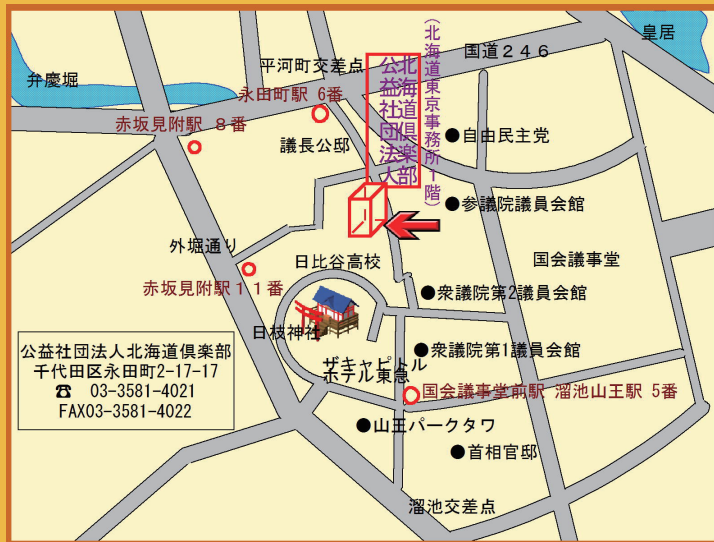 皇居
国道２４６
弁慶堀
平河町交差点
永田町駅 6番
赤坂見附駅 ８番
議長公邸
公益社団法人
北海道倶楽部
（北海道東京事務所１階）
●自由民主党
●参議院議員会館
外堀通り
日比谷高校
国会議事堂
赤坂見附駅１１番
●衆議院第2議員会館
日枝神社
●衆議院第1議員会館
ザキャピトル
ホテル東急
公益社団法人北海道倶楽部
千代田区永田町2-17-17
☎ 03-3581-4021
FAX03-3581-4022
国会議事堂前駅 溜池山王駅 5番
●山王パークタワ
●首相官邸
溜池交差点